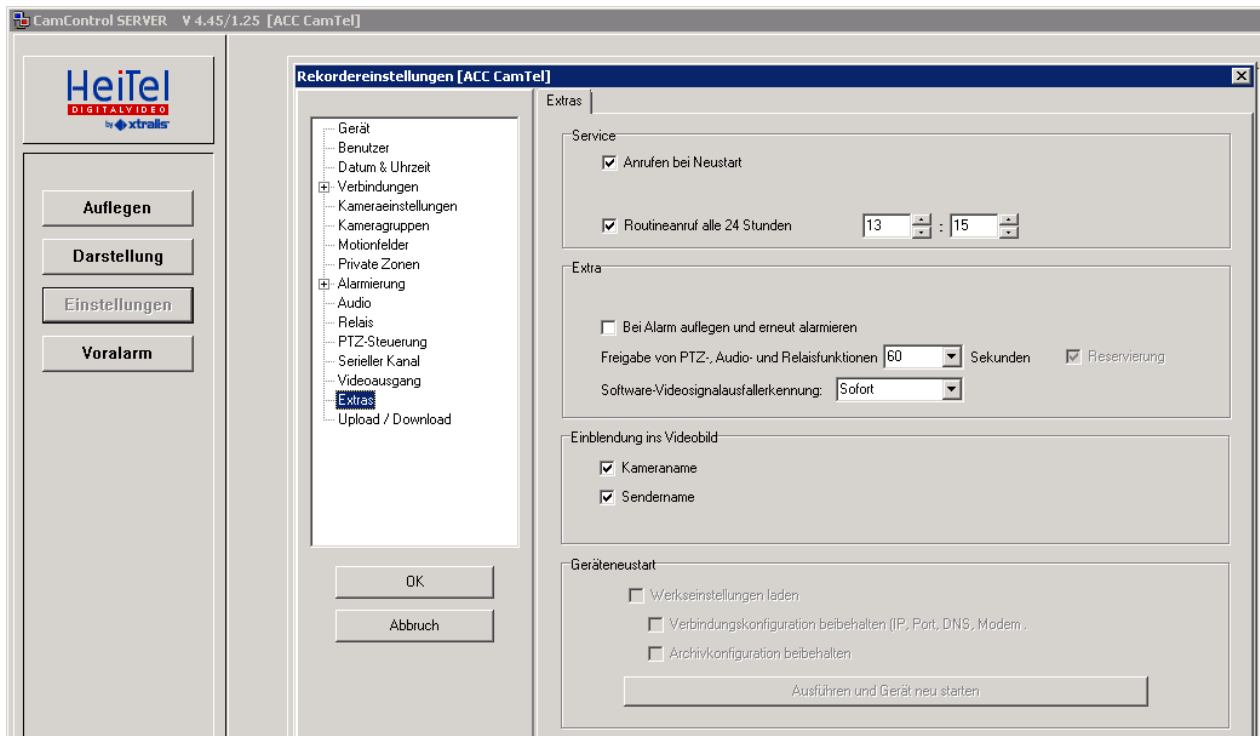 CamControl SERVER V 4.45/1.25 [ACC CamTel]
HeiTel
DIGITALVIDEO
by xtralis
Auflegen
Darstellung
Einstellungen
Voralarm
Rekordereinstellungen [ACC CamTel]
Gerät
Benutzer
Datum & Uhrzeit
Verbindungen
Kameraeinstellungen
Kameragruppen
Motionfelder
Private Zonen
Alarmierung
Audio
Relais
PTZ-Steuerung
Serieller Kanal
Videoausgang
Extras
Upload / Download
OK
Abbruch
Extras
Service
Anrufen bei Neustart
Routineanruf alle 24 Stunden 13 : 15
Extra
Bei Alarm auflegen und erneut alarmieren
Freigabe von PTZ-, Audio- und Relaisfunktionen 60 Sekunden Reservierung
Software-Videosignalausfallerkennung: Sofort
Einblendung ins Videobild
Kameraname
Sendername
Geräteneustart
Werkseinstellungen laden
Verbindungskonfiguration beibehalten (IP, Port, DNS, Modem .
Archivkonfiguration beibehalten
Ausführen und Gerät neu starten